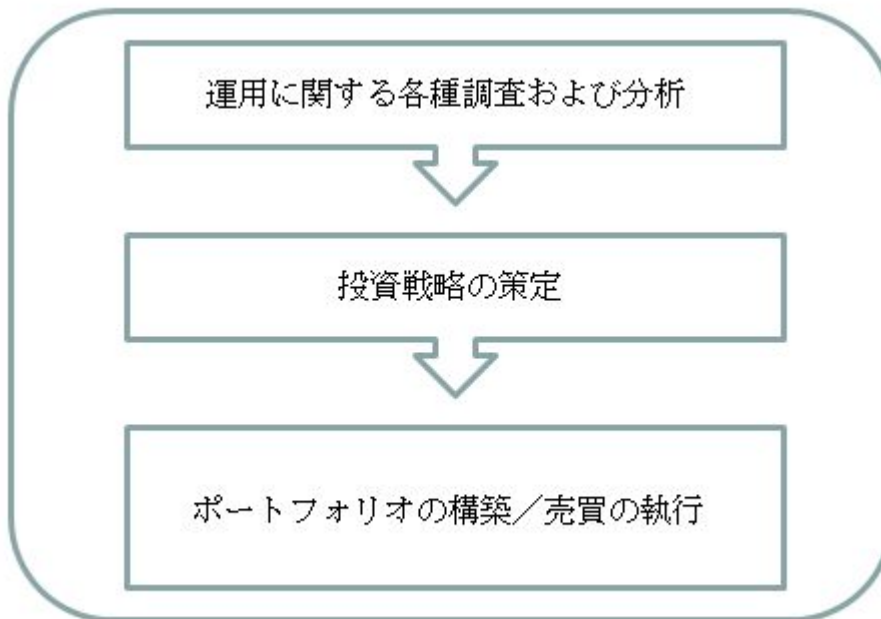 運用に関する各種調査および分析
投資戦略の策定
ポートフォリオの構築／売買の執行